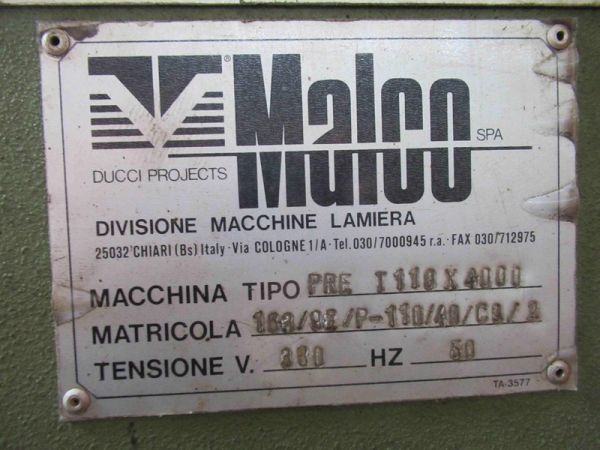 Malco ®
SPA
DUCCI PROJECTS
DIVISIONE MACCHINE LAMIERA
25032 CHIARI (Bs) Italy · Via COLOGNE 1/A · Tel. 030/7000945 r.a. · FAX 030/712975
MACCHINA TIPO PRE I110X4000
MATRICOLA
TENSIONE V. 380 HZ 50
TA-3577